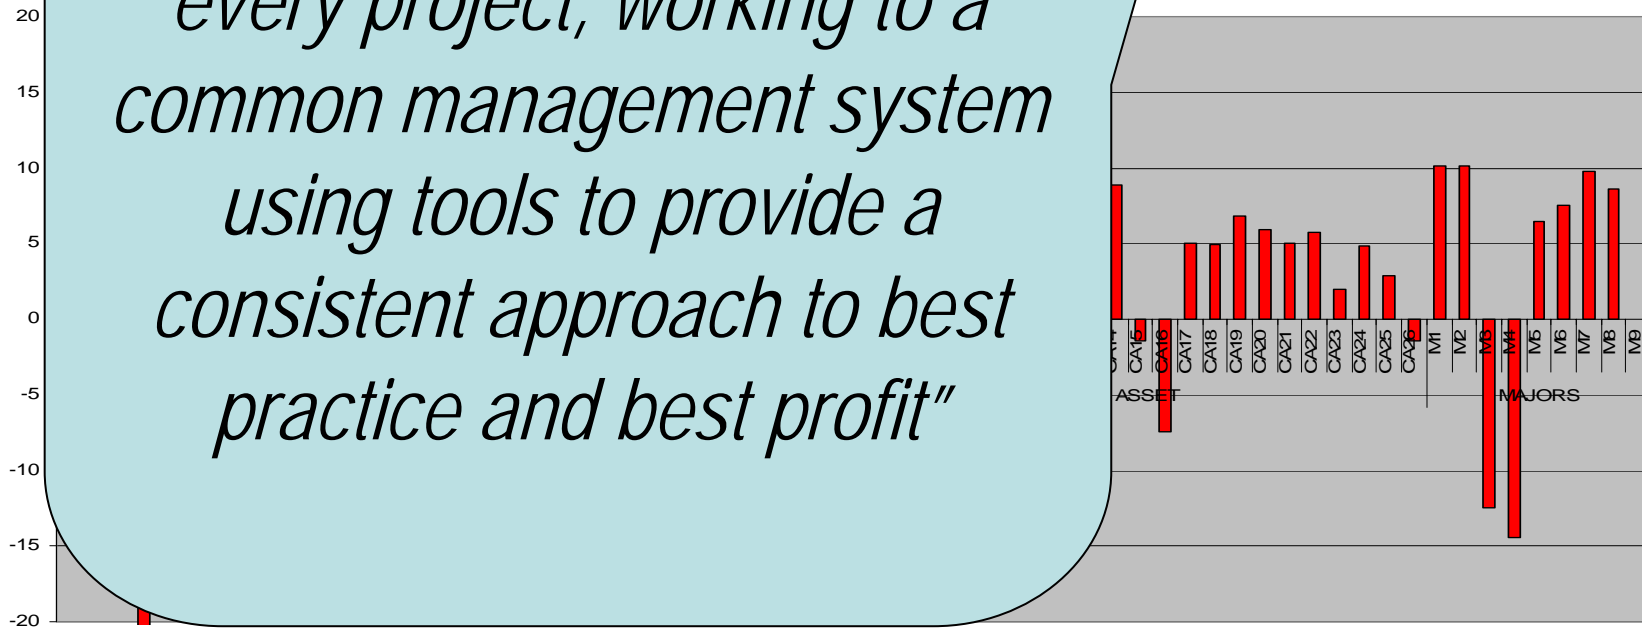 every project, working to a
common management system
using tools to provide a
consistent approach to best
practice and best profit”
20
15
10
5
0
-5
-10
-15
-20
CA14 CA15 CA16 CA17 CA18 CA19 CA20 CA21 CA22 CA23 CA24 CA25 CA26 M1 M2 M3 M4 M5 M6 M7 M8 M9
ASSET MAJORS